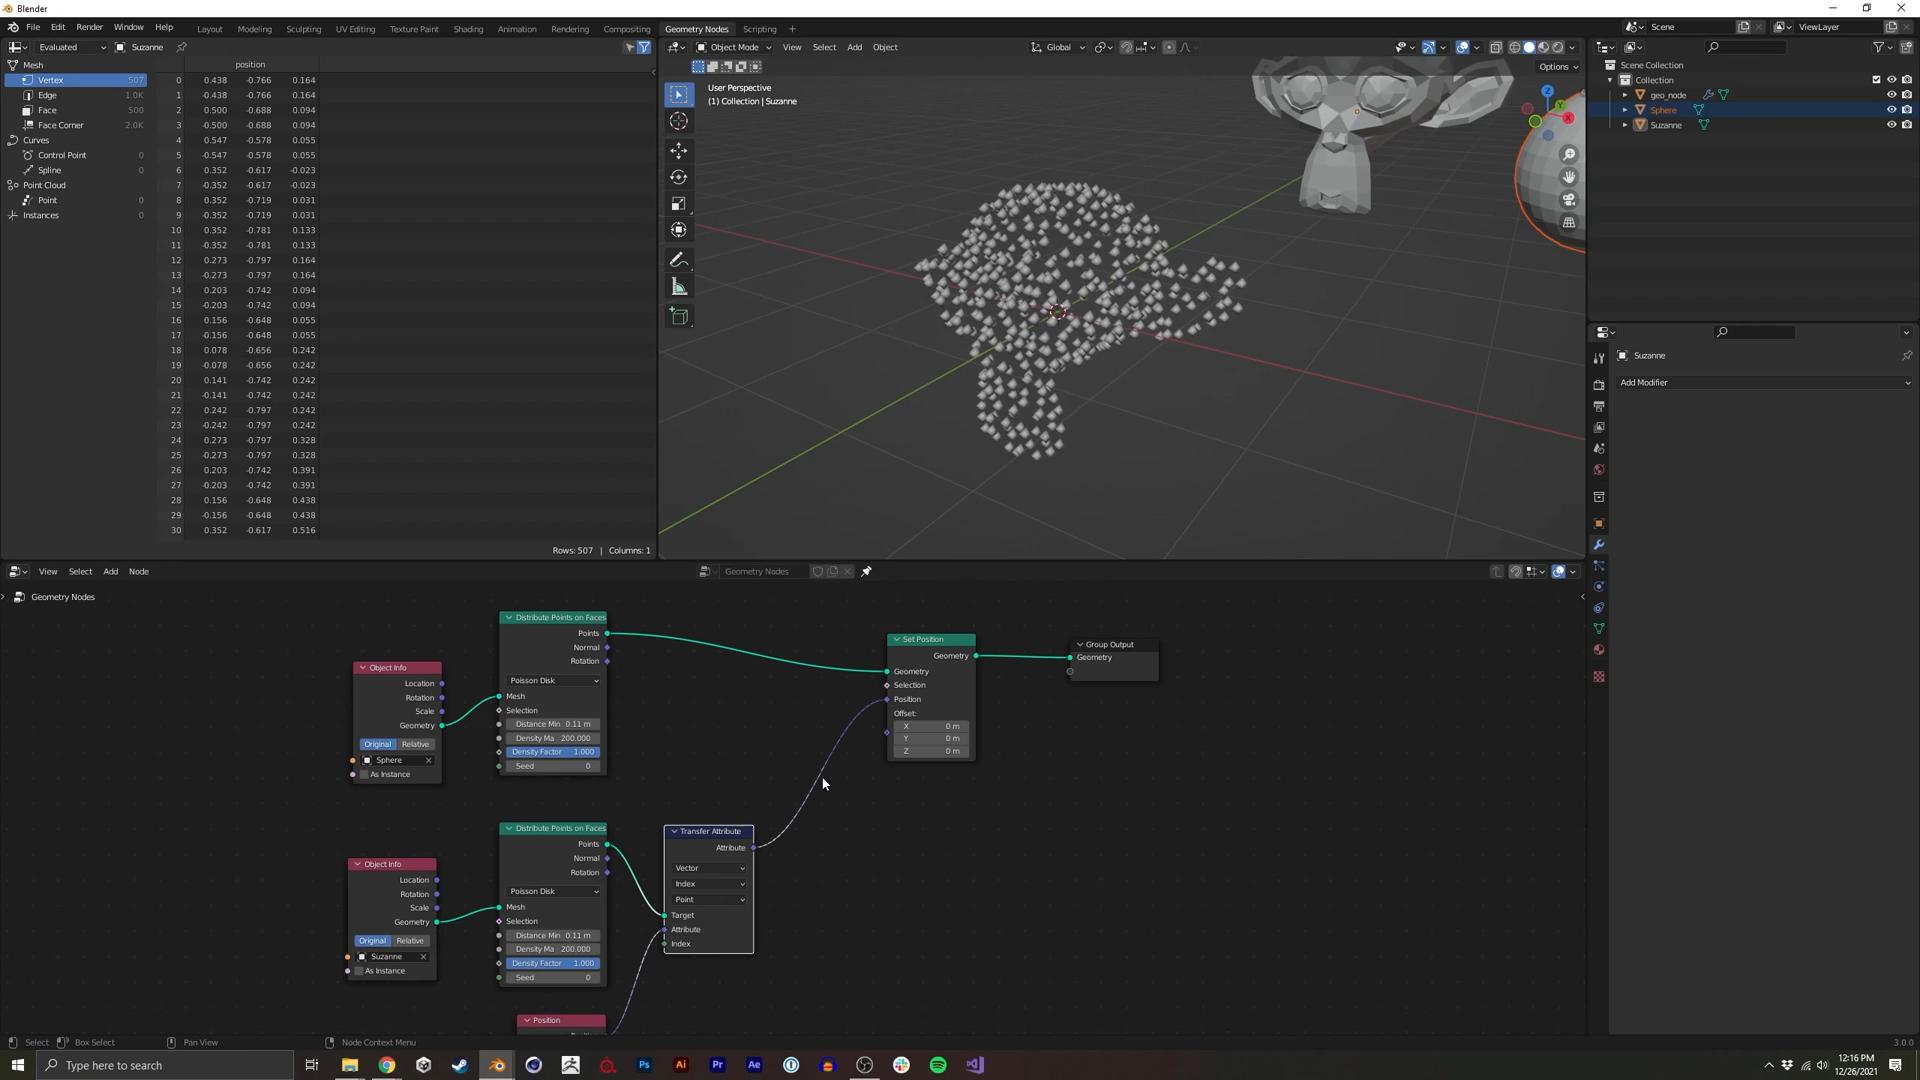 Blender
File Edit Render Window Help Layout Modeling Sculpting UV Editing Texture Paint Shading Animation Rendering Compositing Geometry Nodes Scripting + Scene ViewLayer
Evaluated Suzanne Object Mode View Select Add Object Global
Options
Mesh position
Vertex 507
Edge 1.0K
Face 500
Face Corner 2.0K
Curves
Control Point 0
Spline 0
Point Cloud
Point 0
Instances 0
0 0.438 -0.766 0.164
1 -0.438 -0.766 0.164
2 0.500 -0.688 0.094
3 -0.500 -0.688 0.094
4 0.547 -0.578 0.055
5 -0.547 -0.578 0.055
6 0.352 -0.617 -0.023
7 -0.352 -0.617 -0.023
8 0.352 -0.719 0.031
9 -0.352 -0.719 0.031
10 0.352 -0.781 0.133
11 -0.352 -0.781 0.133
12 0.273 -0.797 0.164
13 -0.273 -0.797 0.164
14 0.203 -0.742 0.094
15 -0.203 -0.742 0.094
16 0.156 -0.648 0.055
17 -0.156 -0.648 0.055
18 0.078 -0.656 0.242
19 -0.078 -0.656 0.242
20 0.141 -0.742 0.242
21 -0.141 -0.742 0.242
22 0.242 -0.797 0.242
23 -0.242 -0.797 0.242
24 0.273 -0.797 0.328
25 -0.273 -0.797 0.328
26 0.203 -0.742 0.391
27 -0.203 -0.742 0.391
28 0.156 -0.648 0.438
29 -0.156 -0.648 0.438
30 0.352 -0.617 0.516
Rows: 507 | Columns: 1
User Perspective
(1) Collection | Suzanne
Z
Y
X
Scene Collection
Collection
geo_node
Sphere
Suzanne
Suzanne
Add Modifier
View Select Add Node Geometry Nodes
Geometry Nodes
Object Info
Location
Rotation
Scale
Geometry
Original Relative
Sphere
As Instance
Distribute Points on Faces
Points
Normal
Rotation
Poisson Disk
Mesh
Selection
Distance Min 0.11 m
Density Ma 200.000
Density Factor 1.000
Seed 0
Set Position
Geometry
Geometry
Selection
Position
Offset:
X 0 m
Y 0 m
Z 0 m
Group Output
Geometry
Object Info
Location
Rotation
Scale
Geometry
Original Relative
Suzanne
As Instance
Distribute Points on Faces
Points
Normal
Rotation
Poisson Disk
Mesh
Selection
Distance Min 0.11 m
Density Ma 200.000
Density Factor 1.000
Seed 0
Transfer Attribute
Attribute
Vector
Index
Point
Target
Attribute
Index
Position
Select Box Select Pan View Node Context Menu 3.0.0
Type here to search
Ps
Ai
Pr
Ae
12:16 PM
12/26/2021